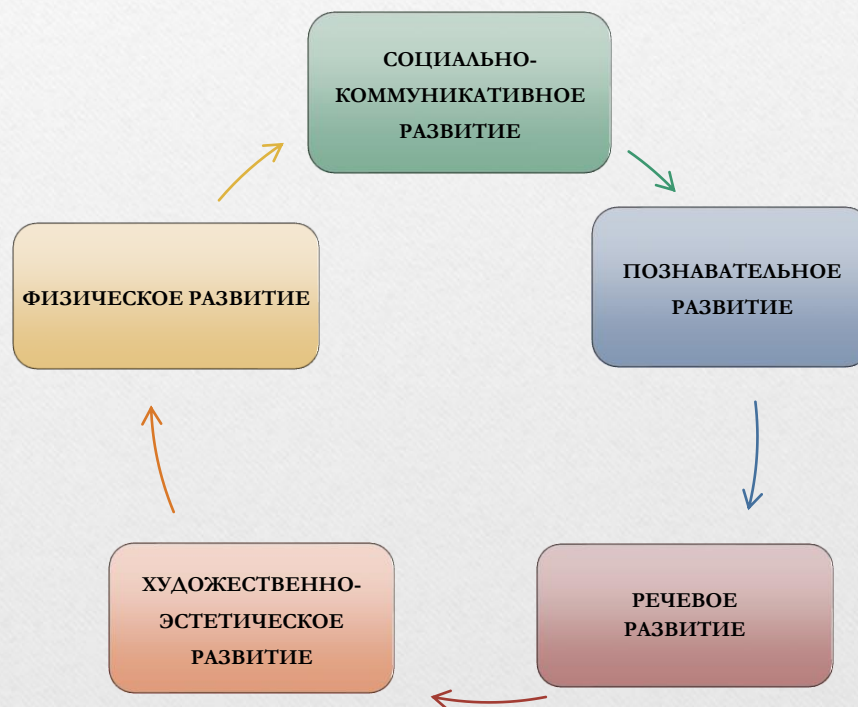 СОЦИАЛЬНО-
КОММУНИКАТИВНОЕ
РАЗВИТИЕ
ПОЗНАВАТЕЛЬНОЕ
РАЗВИТИЕ
РЕЧЕВОЕ
РАЗВИТИЕ
ХУДОЖЕСТВЕННО-
ЭСТЕТИЧЕСКОЕ
РАЗВИТИЕ
ФИЗИЧЕСКОЕ РАЗВИТИЕ